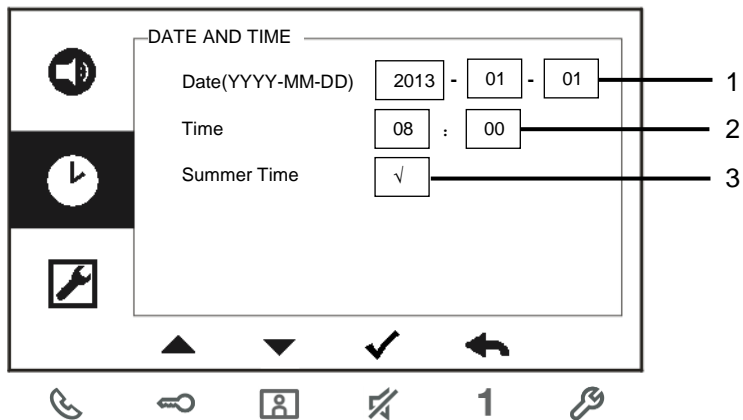 DATE AND TIME
Date(YYYY-MM-DD) 2013 - 01 - 01 1
Time 08 : 00 2
Summer Time √ 3
1